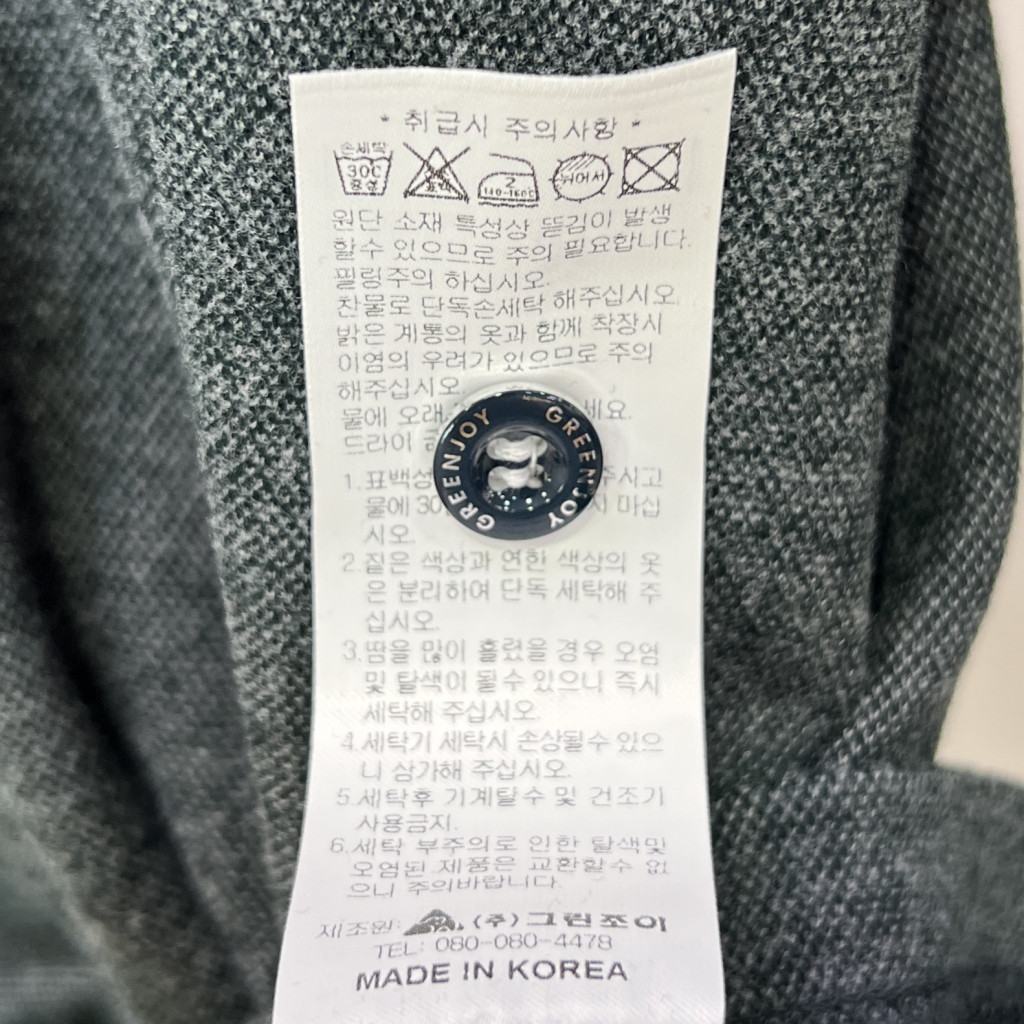 * 취급시 주의사항 *
손세탁
30C
중성
표백
2
140-160℃
뉘어서
원단 소재 특성상 뜯김이 발생
할수 있으므로 주의 필요합니다.
필링주의 하십시오.
찬물로 단독손세탁 해주십시오.
밝은 계통의 옷과 함께 착장시
이염의 우려가 있으므로 주의
해주십시오.
물에 오래 세요.
드라이
GREENJOY GREENJOY
1.표백성 주시고
물에 30 마십
시오.
2.짙은 색상과 연한 색상의 옷
은 분리하여 단독 세탁해 주
십시오.
3.땀을 많이 흘렸을 경우 오염
및 탈색이 될수 있으니 즉시
세탁해 주십시오.
4.세탁기 세탁시 손상될수 있으
니 삼가해 주십시오.
5.세탁후 기계탈수 및 건조기
사용금지.
6.세탁 부주의로 인한 탈색및
오염된 제품은 교환할수 없
으니 주의바랍니다.
제조원: (주)그린조이
TEL: 080-080-4478
MADE IN KOREA